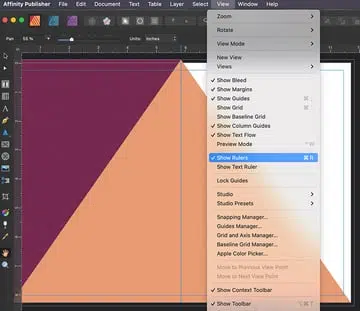 Affinity Publisher File Edit Text Table Layer Select View Window Help
Pan 55 % Units: Inches
Zoom
Rotate
View Mode
New View
Views
Show Bleed
Show Margins
Show Guides ⌘ ;
Show Grid
Show Baseline Grid
Show Column Guides
Show Text Flow
Preview Mode ^W
Show Rulers ⌘ R
Show Text Ruler
Lock Guides
Studio
Studio Presets
Snapping Manager...
Guides Manager...
Grid and Axis Manager...
Baseline Grid Manager...
Apple Color Picker...
Move to Previous View Point
Move to Next View Point
Show Context Toolbar
Show Toolbar